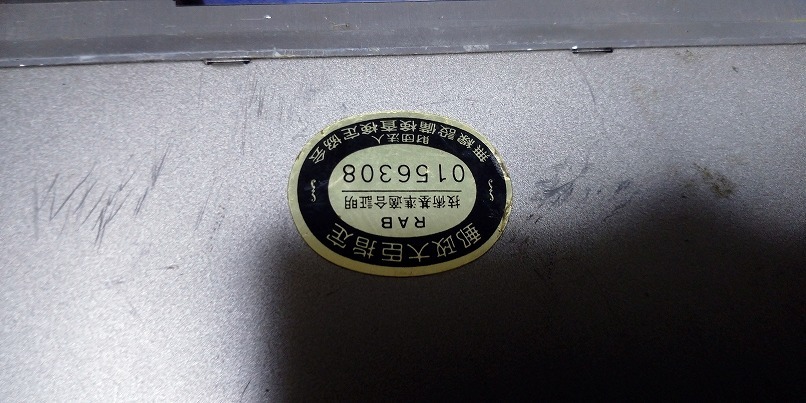 郵政大臣指定
RAB
技術基準適合証明
0156308
財団法人
無線設備検査検定協会